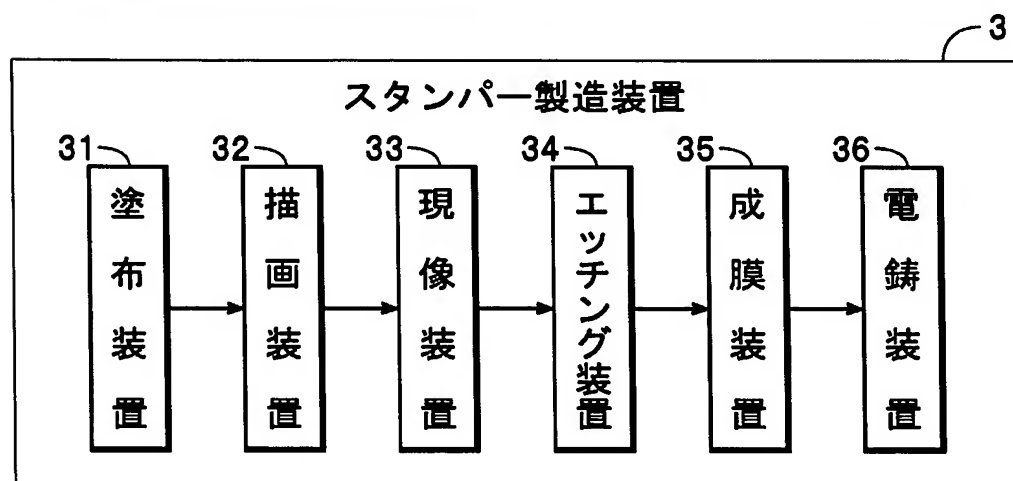 3
スタンパー製造装置
31
塗布装置
32
描画装置
33
現像装置
34
エッチング装置
35
成膜装置
36
電鋳装置